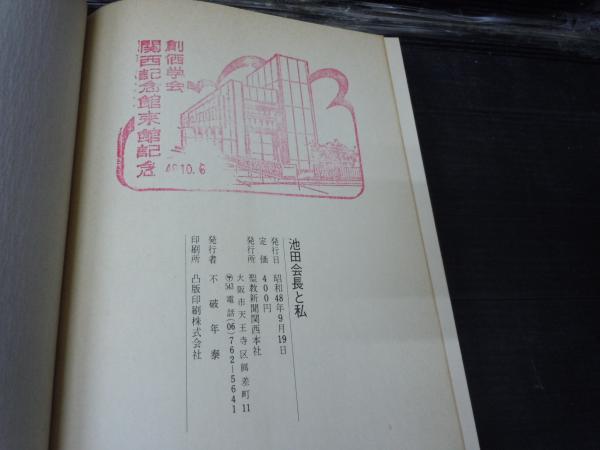 創価学会
関西記念館来館記念
48.10.6
池田会長と私
発行日 昭和48年9月19日
定価 400円
発行所 聖教新聞関西本社
大阪市天王寺区餌差町11
〒543 電話(06)762-5641
発行者 不破年泰
印刷所 凸版印刷株式会社